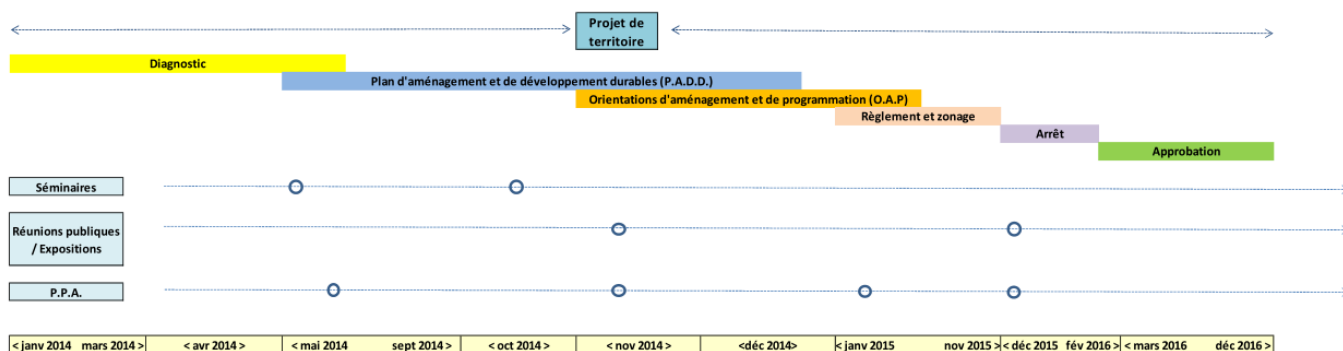 Projet de
territoire
Diagnostic
Plan d'aménagement et de développement durables (P.A.D.D.)
Orientations d'aménagement et de programmation (O.A.P)
Règlement et zonage
Arrêt
Approbation
Séminaires
Réunions publiques
/ Expositions
P.P.A.
< janv 2014 mars 2014 > < avr 2014 > < mai 2014 sept 2014 > < oct 2014 > < nov 2014 > <déc 2014> < janv 2015 nov 2015 > < déc 2015 fév 2016 > < mars 2016 déc 2016 >